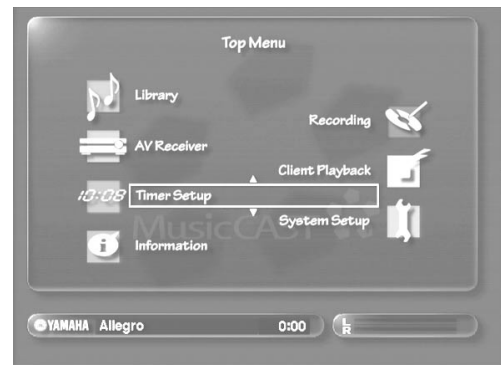 Top Menu
Library
Recording
AV Receiver
Client Playback
10:08 Timer Setup
System Setup
MusicCAST
Information
YAMAHA Allegro 0:00 L
R